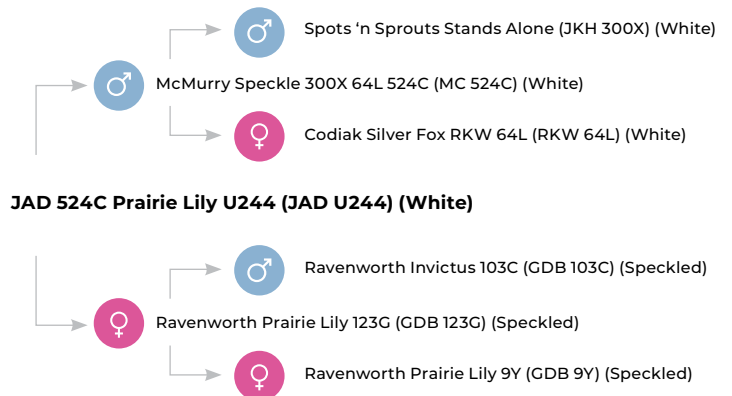 Spots ‘n Sprouts Stands Alone (JKH 300X) (White)
McMurry Speckle 300X 64L 524C (MC 524C) (White)
Codiak Silver Fox RKW 64L (RKW 64L) (White)
JAD 524C Prairie Lily U244 (JAD U244) (White)
Ravenworth Invictus 103C (GDB 103C) (Speckled)
Ravenworth Prairie Lily 123G (GDB 123G) (Speckled)
Ravenworth Prairie Lily 9Y (GDB 9Y) (Speckled)